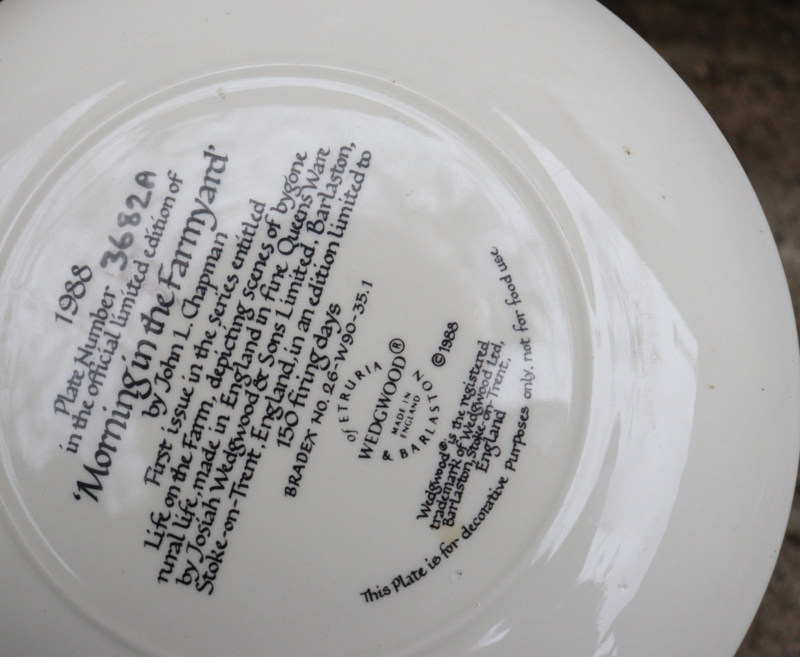 1988
Plate Number 3682A
in the official limited edition of
'Morning in the Farmyard'
by John L. Chapman
First issue in the series entitled
Life on the Farm, depicting scenes of bygone
rural life, made in England in fine Queens Ware
by Josiah Wedgwood & Sons Limited, Barlaston,
Stoke-on-Trent England, in an edition limited to
150 firing days
BRADEX NO. 26-W90-35.1
of ETRURIA
WEDGWOOD®
MADE IN
ENGLAND
& BARLASTON
©1988
Wedgwood® is the registered
trademark of Wedgwood Ltd,
Barlaston, Stoke-on-Trent,
England
This Plate is for decorative Purposes only, not for food use.